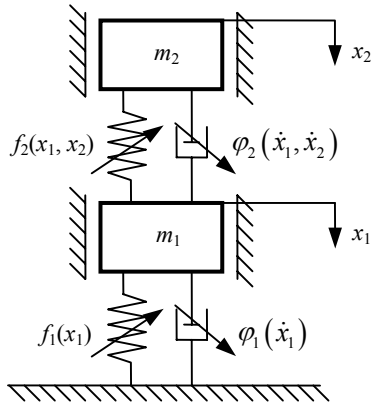 m₂
x₂
f₂(x₁, x₂)
φ₂(ẋ₁, ẋ₂)
m₁
x₁
f₁(x₁)
φ₁(ẋ₁)